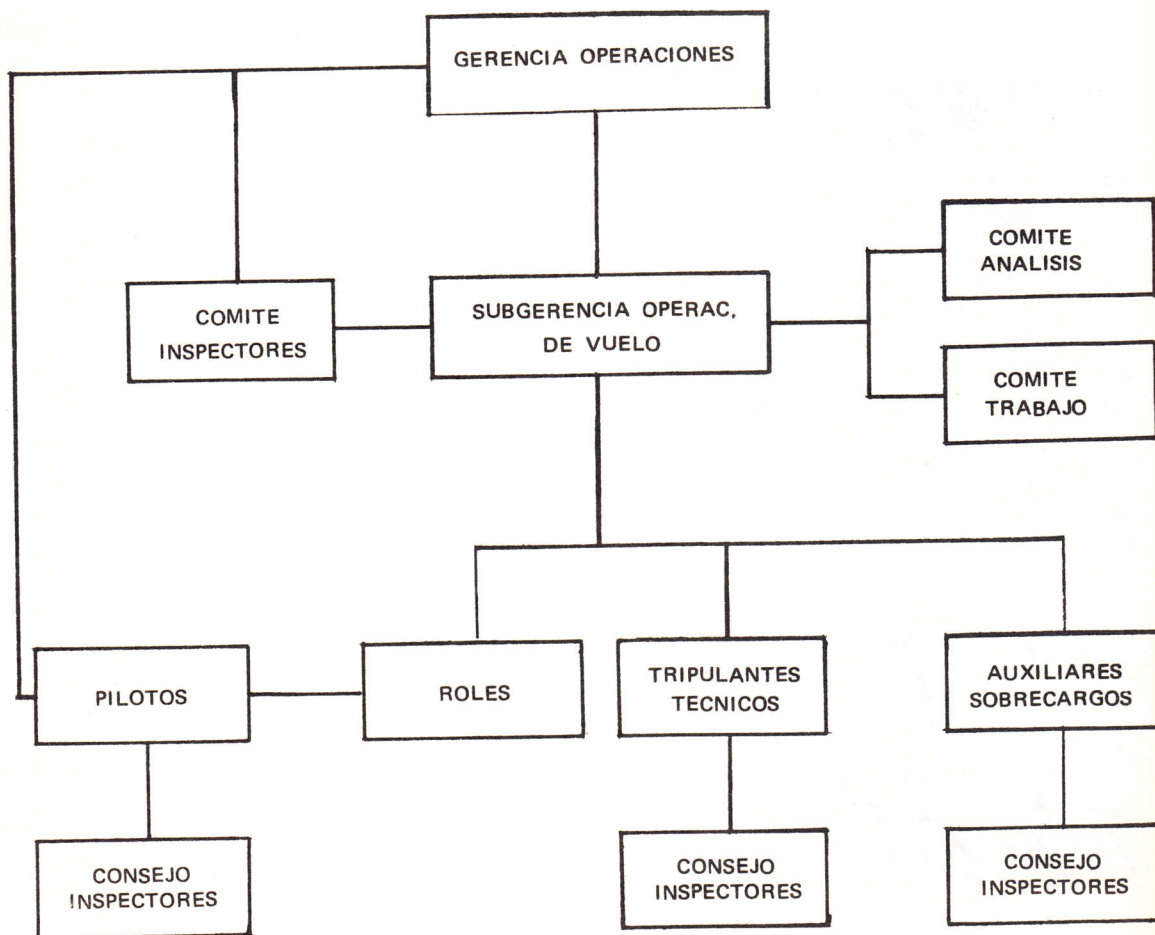 GERENCIA OPERACIONES
COMITE
ANALISIS
COMITE
INSPECTORES
SUBGERENCIA OPERAC,
DE VUELO
COMITE
TRABAJO
PILOTOS
ROLES
TRIPULANTES
TECNICOS
AUXILIARES
SOBRECARGOS
CONSEJO
INSPECTORES
CONSEJO
INSPECTORES
CONSEJO
INSPECTORES